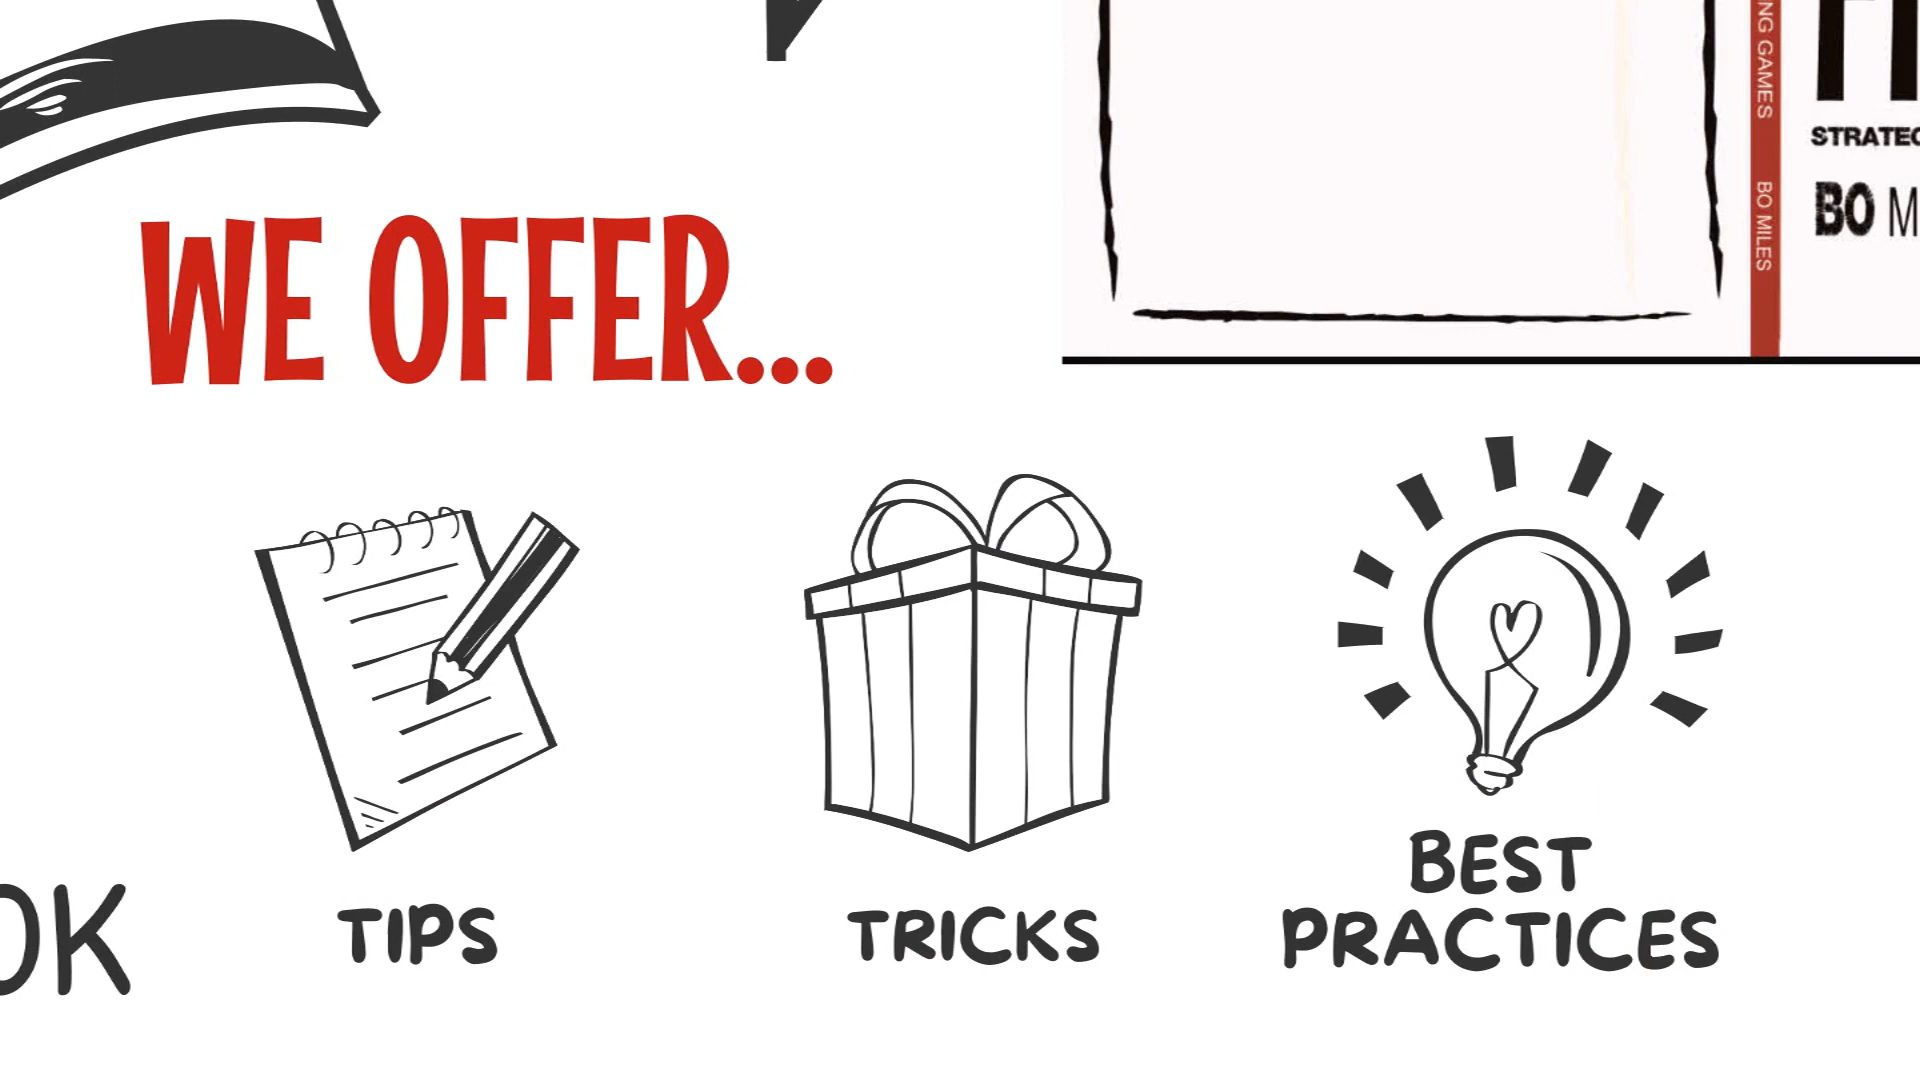 NG GAMES
BO MILES
STRATEG
BO M
WE OFFER...
OK
TIPS
TRICKS
BEST
PRACTICES